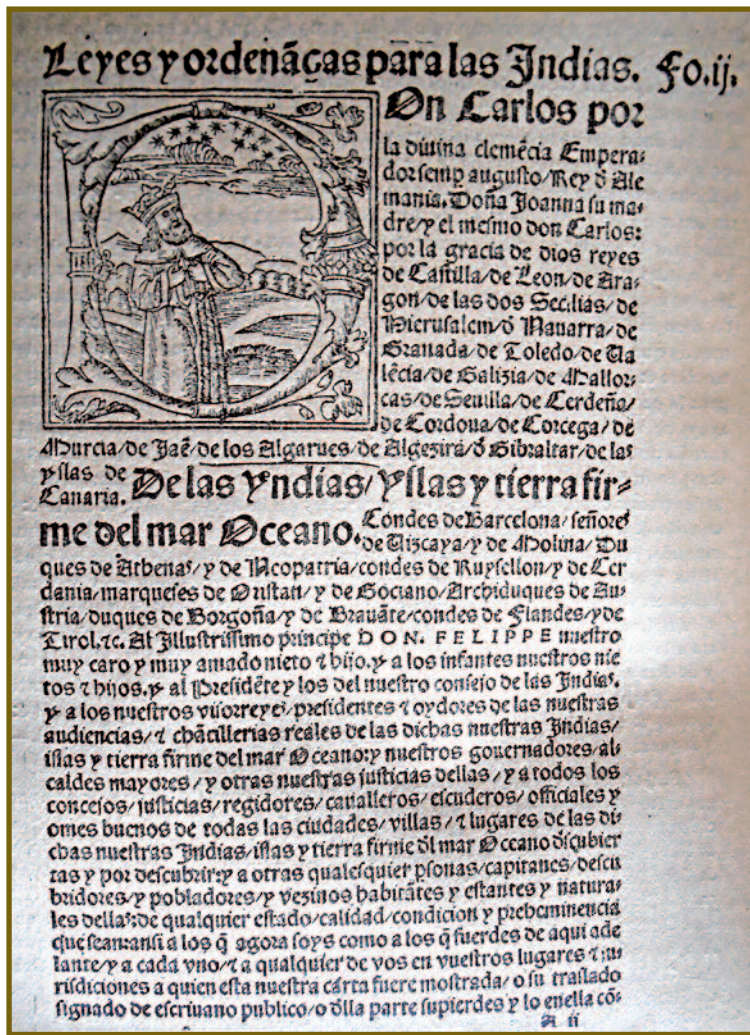 Leyes y ordenãças para las Indias. Fo.ij.
On Carlos por
la diuina clemẽcia Empera-
dor semp augusto/Rey đ Ale
mania. Doña Joanna su ma-
dre/y el mesmo don Carlos:
por la gracia de dios reyes
de Castilla/de Leon/de Ara-
gon/de las dos Secilias/de
Hierusalem/đ Nauarra/de
Granada/de Toledo/de Ua
lẽcia/de Galizia/de Mallor-
cas/de Seuilla/de Cerdeña/
de Cordoua/de Corcega/de
Murcia/de Jaẽ/de los Algarues/de Algezira/đ Gibraltar/de las
yslas de
Canaria. De las Yndias/Yslas y tierra fir-
me del mar Oceano. Condes de Barcelona/señores
de Uizcaya/y de Molina/Du
ques de Athenas/y de Neopatria/condes de Ruysellon/y de Cer
dania/marqueses de Oristan/y de Gociano/Archiduques de Au-
stria/duques de Borgoña/y de Brauãte/condes de Flandes/y de
Tirol.⁊c. Al Illustrissimo principe DON. FELIPPE nuestro
muy caro y muy amado nieto ⁊ hijo.y a los infantes nuestros nie
tos ⁊ hijos.y al Presidẽte y los del nuestro consejo de las Indias.
y a los nuestros visorreyes/presidentes ⁊ oydores de las nuestras
audiencias/⁊ chãcillerias reales de las dichas nuestras Indias/
islas y tierra firme del mar Oceano:y nuestros gouernadores/al
caldes mayores/y otras nuestras justicias dellas/y a todos los
concejos/justicias/regidores/caualleros/escuderos/officiales y
omes buenos de todas las ciudades/villas/⁊ lugares de las di
chas nuestras Indias/islas y tierra firme đl mar Oceano đscubier
tas y por descubrir:y a otras qualesquier psonas/capitanes/descu
bridores/y pobladores/y vezinos habitãtes y estantes y natura-
les dellas:de qualquier estado/calidad/condicion y preheminencia
que sean:ansi a los q̃ agora soys como a los q̃ fuerdes de aqui ade
lante/y a cada vno/⁊ a qualquier de vos en vuestros lugares ⁊ ju
risdiciones a quien esta nuestra carta fuere mostrada/o su traslado
signado de escriuano publico/o đlla parte supierdes y lo enella cõ-
A ii